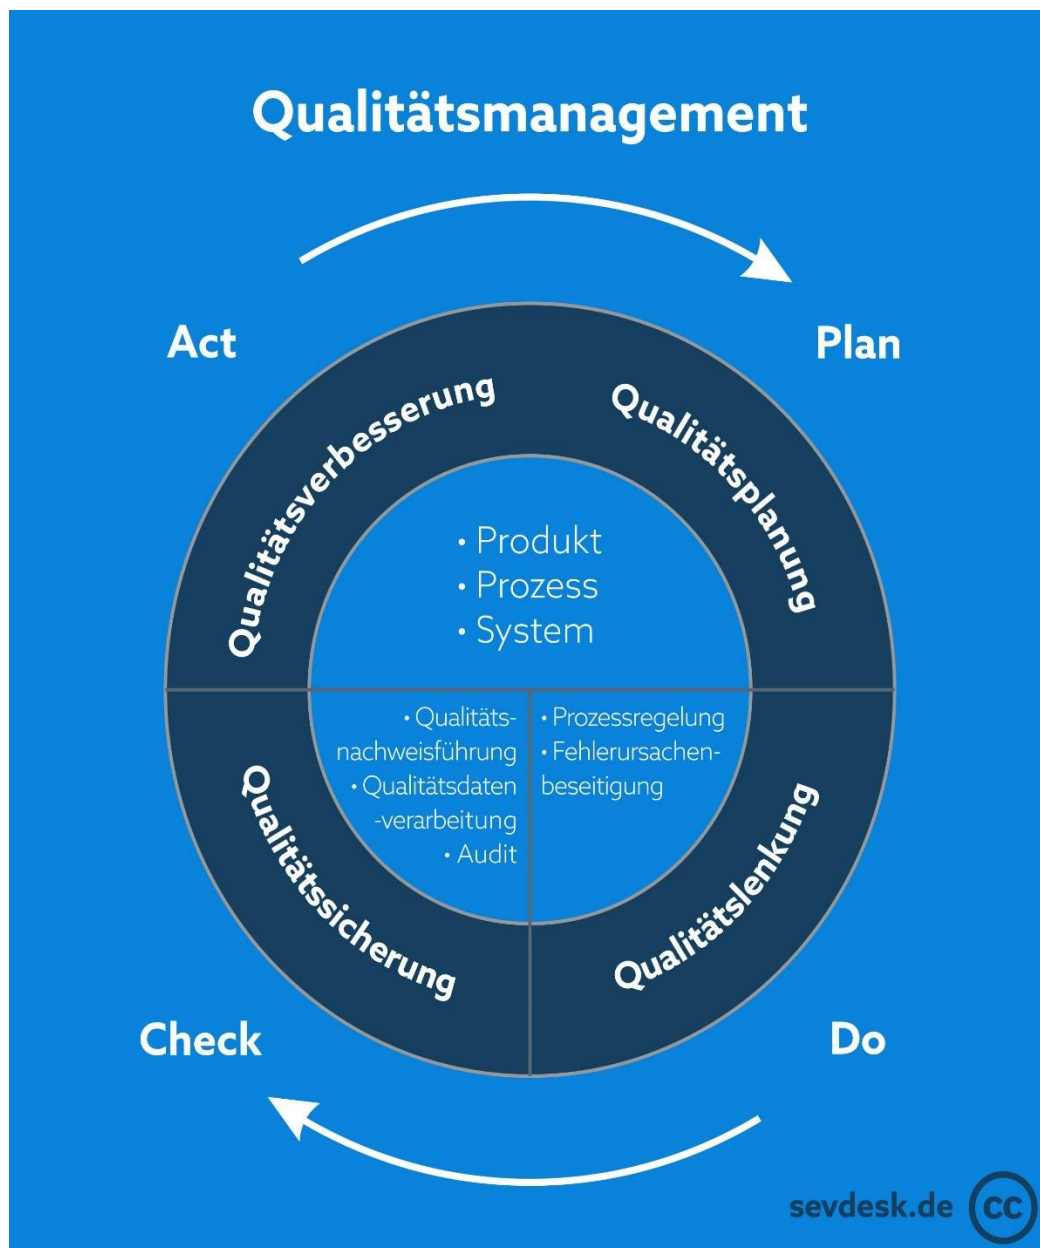 Qualitätsmanagement
Act
Plan
Qualitätsverbesserung
Qualitätsplanung
• Produkt
• Prozess
• System
• Qualitäts-
nachweisführung
• Qualitätsdaten
-verarbeitung
• Audit
• Prozessregelung
• Fehlerursachen-
beseitigung
Qualitätssicherung
Qualitätslenkung
Check
Do
sevdesk.de
cc